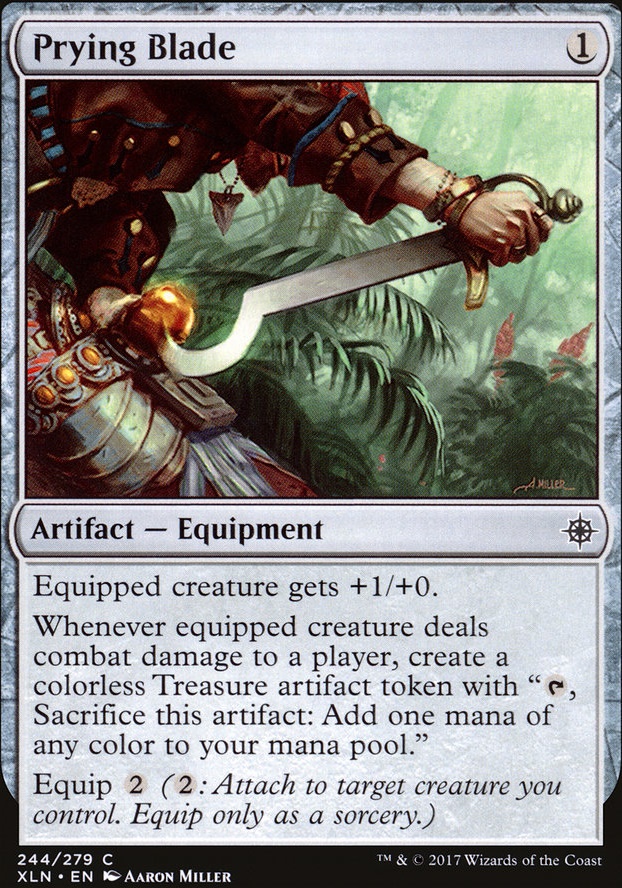 Prying Blade 1
A. MILLER
Artifact — Equipment
Equipped creature gets +1/+0.
Whenever equipped creature deals
combat damage to a player, create a
colorless Treasure artifact token with “,
Sacrifice this artifact: Add one mana of
any color to your mana pool.”
Equip 2 (2: Attach to target creature you
control. Equip only as a sorcery.)
244/279 C
XLN • EN AARON MILLER
™ & © 2017 Wizards of the Coast